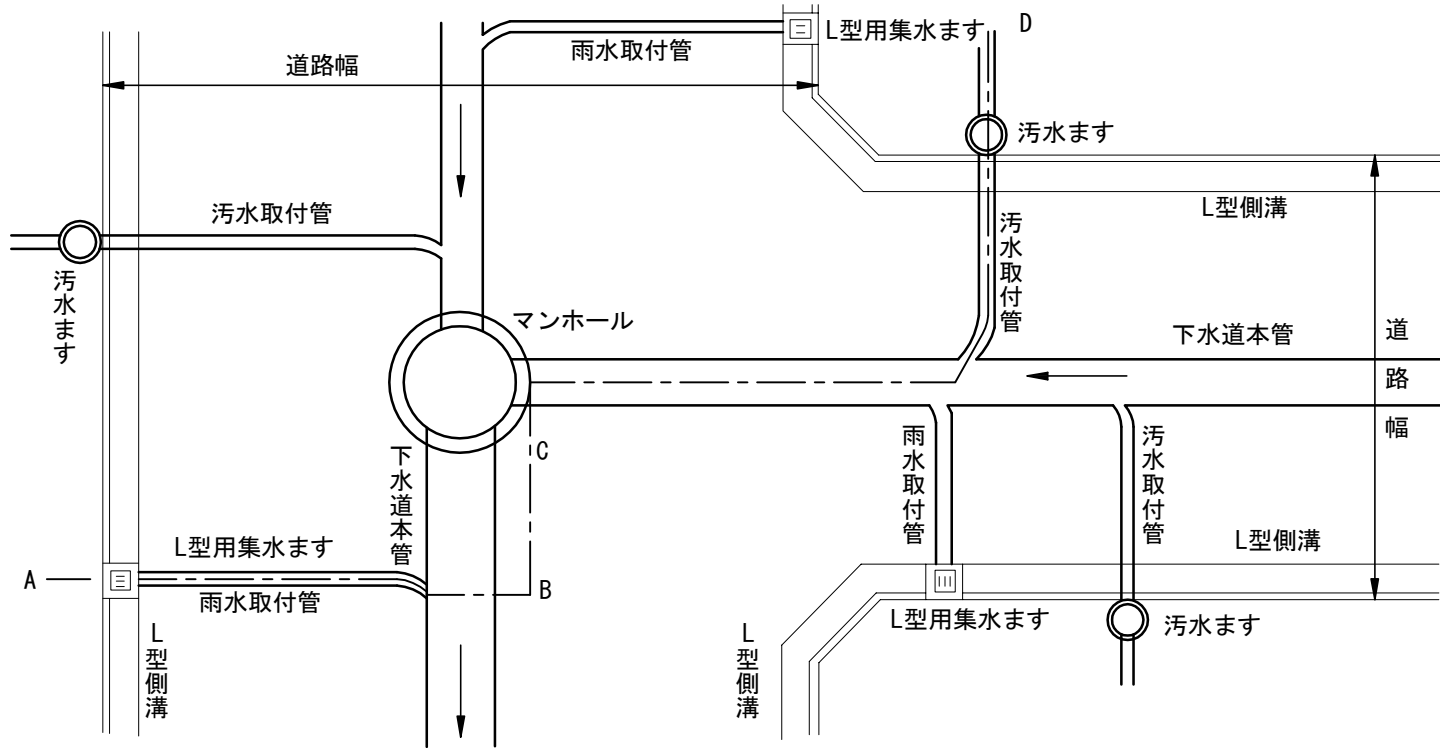 D
L型用集水ます
雨水取付管
道路幅
汚水ます
汚水取付管
L型側溝
汚水ます
汚水取付管
マンホール
下水道本管
道路幅
C
下水道本管
雨水取付管
汚水取付管
L型用集水ます
L型側溝
A
B
雨水取付管
L型用集水ます
汚水ます
L型側溝
L型側溝